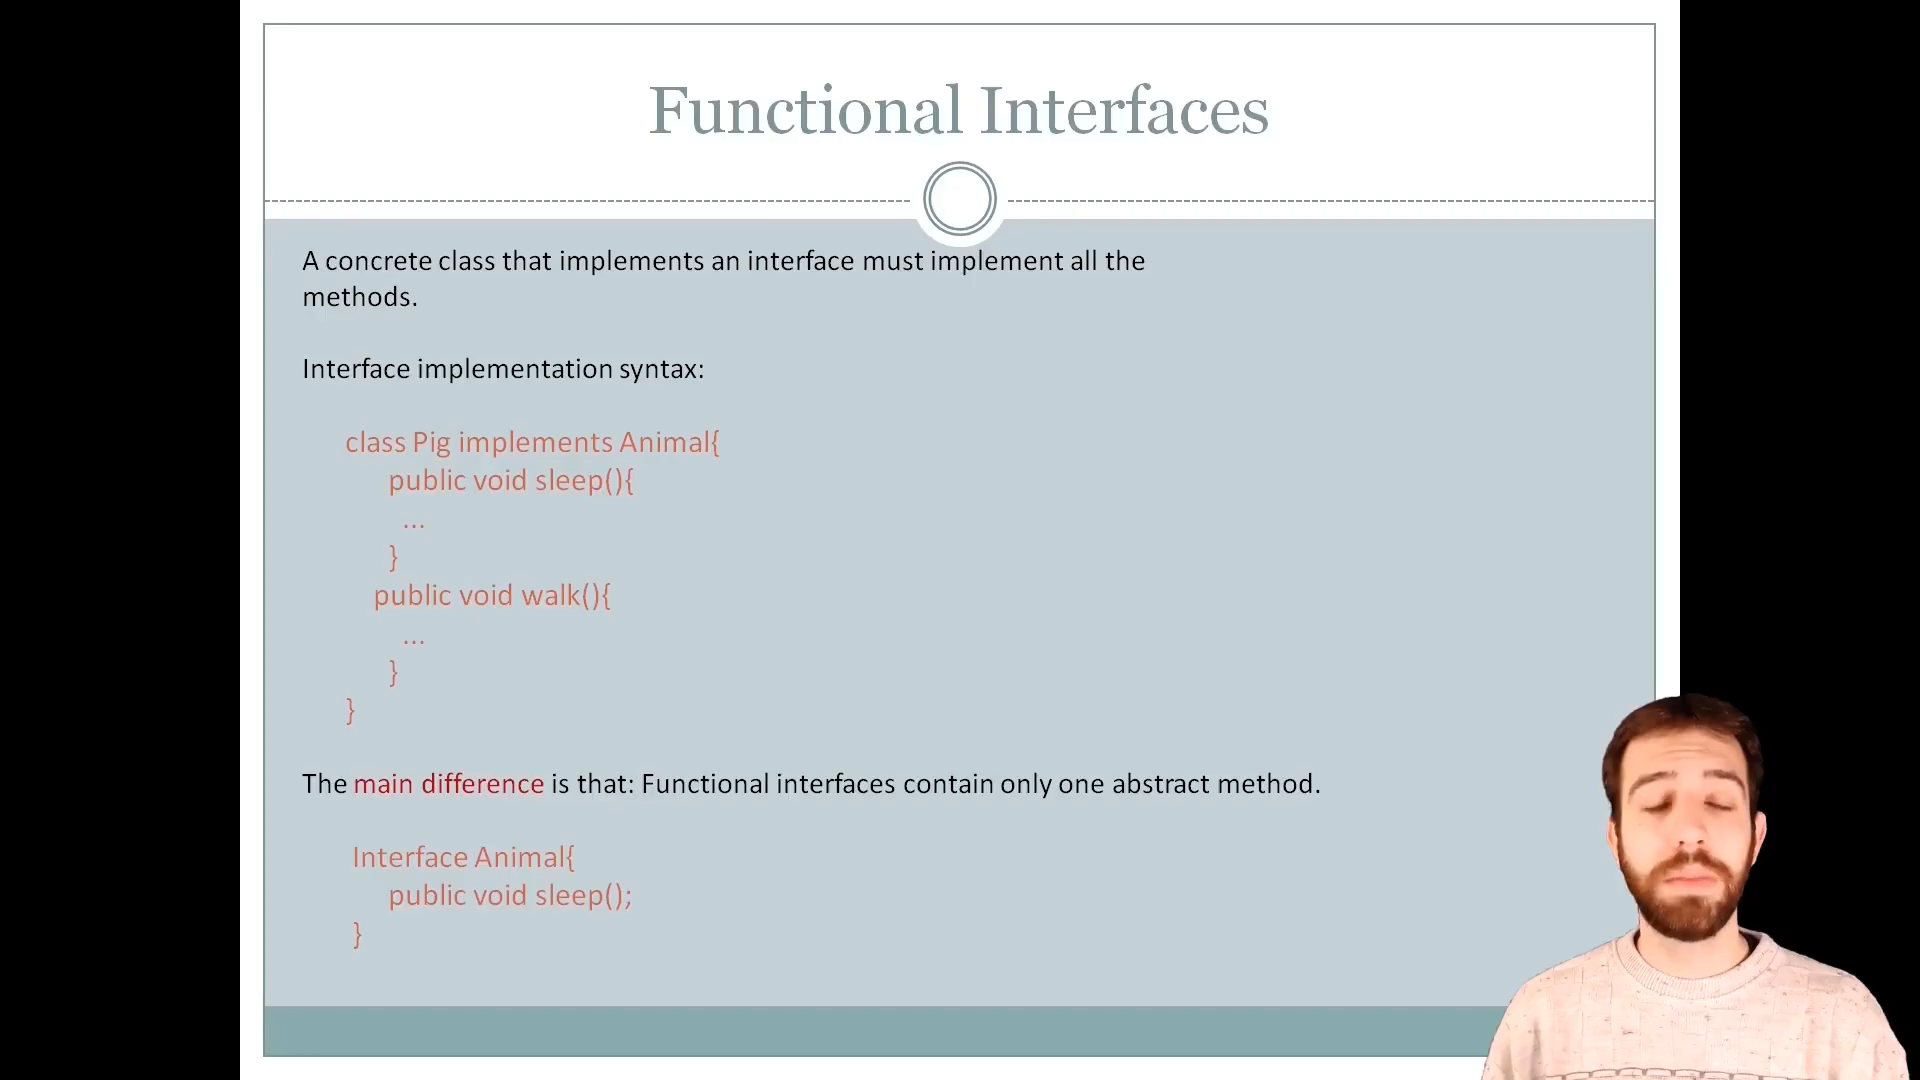 Functional Interfaces
A concrete class that implements an interface must implement all the
methods.
Interface implementation syntax:
class Pig implements Animal{
public void sleep(){
...
}
public void walk(){
...
}
}
The main difference is that: Functional interfaces contain only one abstract method.
Interface Animal{
public void sleep();
}